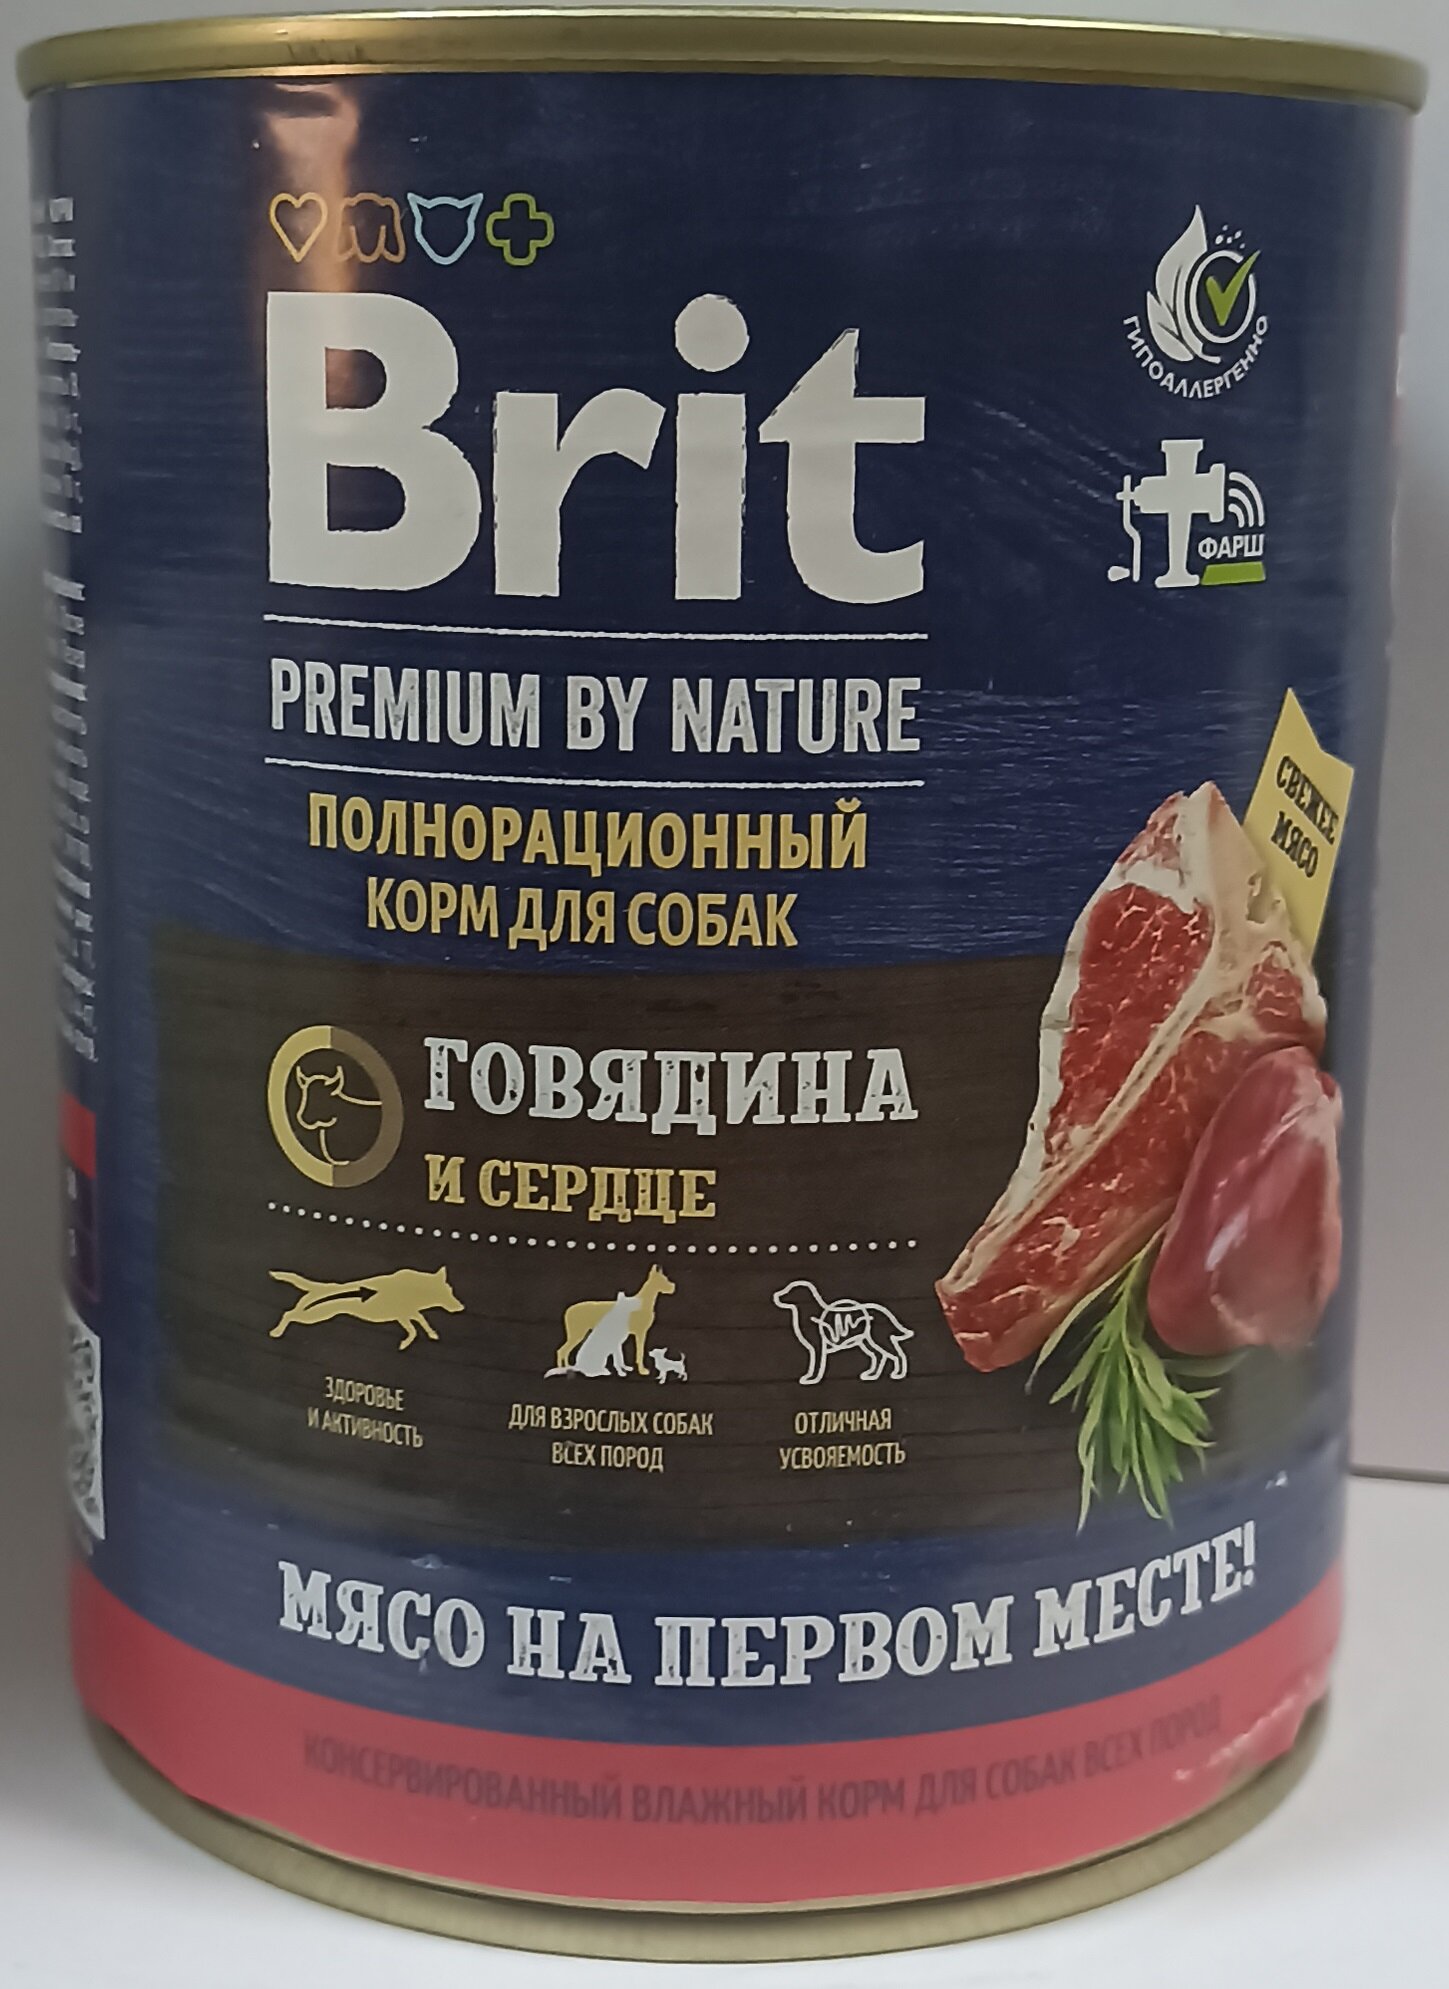 Brit
ГИПОАЛЛЕРГЕННО
ФАРШ
PREMIUM BY NATURE
ПОЛНОРАЦИОННЫЙ
КОРМ ДЛЯ СОБАК
СВЕЖЕЕ
МЯСО
ГОВЯДИНА
И СЕРДЦЕ
ЗДОРОВЬЕ
И АКТИВНОСТЬ
ДЛЯ ВЗРОСЛЫХ СОБАК
ВСЕХ ПОРОД
ОТЛИЧНАЯ
УСВОЯЕМОСТЬ
МЯСО НА ПЕРВОМ МЕСТЕ!
КОНСЕРВИРОВАННЫЙ ВЛАЖНЫЙ КОРМ ДЛЯ СОБАК ВСЕХ ПОРОД